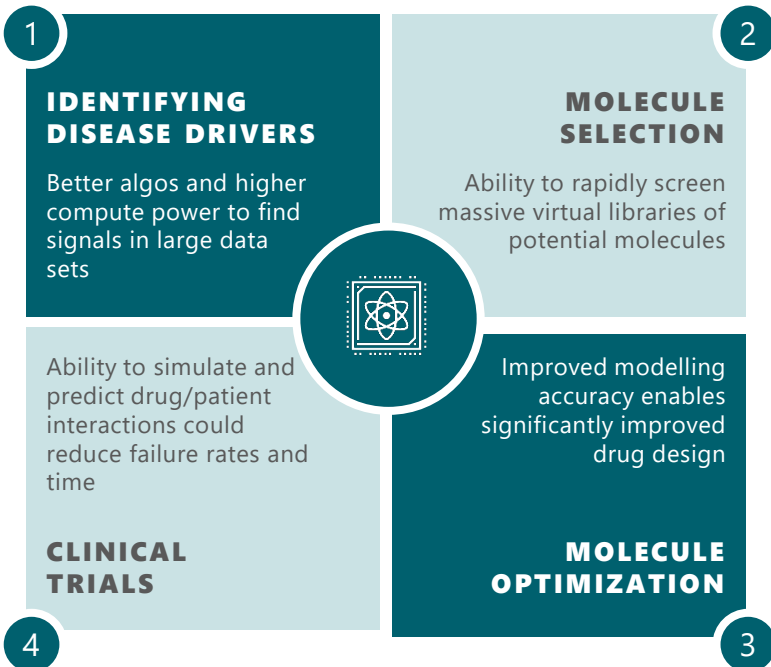 1
IDENTIFYING
DISEASE DRIVERS
Better algos and higher
compute power to find
signals in large data
sets
2
MOLECULE
SELECTION
Ability to rapidly screen
massive virtual libraries of
potential molecules
Improved modelling
accuracy enables
significantly improved
drug design
MOLECULE
OPTIMIZATION
3
Ability to simulate and
predict drug/patient
interactions could
reduce failure rates and
time
CLINICAL
TRIALS
4